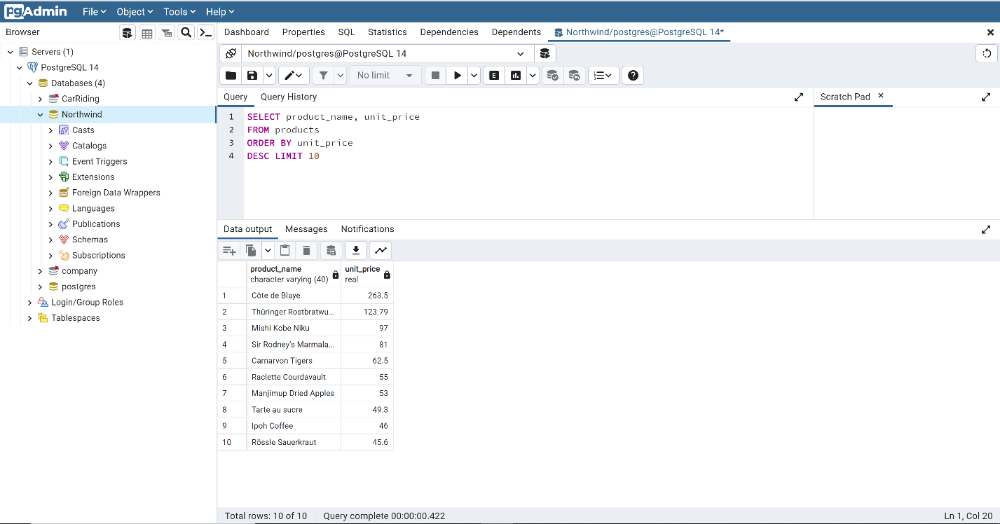 pgAdmin File Object Tools Help
Browser
Dashboard Properties SQL Statistics Dependencies Dependents Northwind/postgres@PostgreSQL 14*
Servers (1)
PostgreSQL 14
Databases (4)
CarRiding
Northwind
Casts
Catalogs
Event Triggers
Extensions
Foreign Data Wrappers
Languages
Publications
Schemas
Subscriptions
company
postgres
Login/Group Roles
Tablespaces
Northwind/postgres@PostgreSQL 14
No limit E
Query Query History
Scratch Pad
1 SELECT product_name, unit_price
2 FROM products
3 ORDER BY unit_price
4 DESC LIMIT 10
Data output Messages Notifications
product_name unit_price
character varying (40) real
1 Côte de Blaye 263.5
2 Thüringer Rostbratwu... 123.79
3 Mishi Kobe Niku 97
4 Sir Rodney's Marmala... 81
5 Carnarvon Tigers 62.5
6 Raclette Courdavault 55
7 Manjimup Dried Apples 53
8 Tarte au sucre 49.3
9 Ipoh Coffee 46
10 Rössle Sauerkraut 45.6
Total rows: 10 of 10 Query complete 00:00:00.422 Ln 1, Col 20